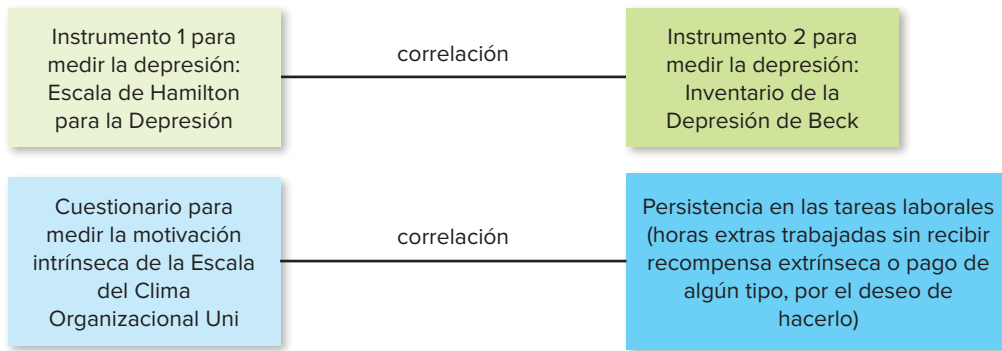 Instrumento 1 para
medir la depresión:
Escala de Hamilton
para la Depresión
correlación
Instrumento 2 para
medir la depresión:
Inventario de la
Depresión de Beck
Cuestionario para
medir la motivación
intrínseca de la Escala
del Clima
Organizacional Uni
correlación
Persistencia en las tareas laborales
(horas extras trabajadas sin recibir
recompensa extrínseca o pago de
algún tipo, por el deseo de
hacerlo)